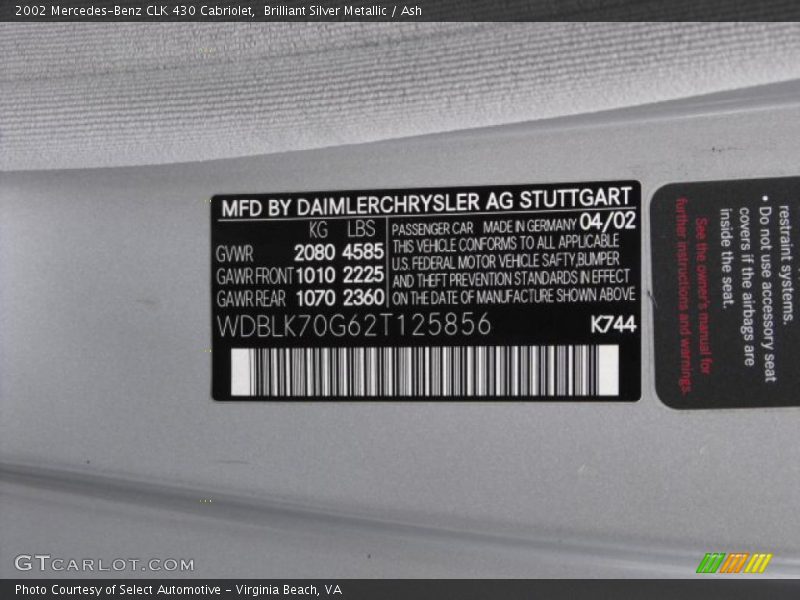 2002 Mercedes-Benz CLK 430 Cabriolet, Brilliant Silver Metallic / Ash
MFD BY DAIMLERCHRYSLER AG STUTTGART
KG LBS
GVWR 2080 4585
GAWR FRONT 1010 2225
GAWR REAR 1070 2360
PASSENGER CAR MADE IN GERMANY 04/02
THIS VEHICLE CONFORMS TO ALL APPLICABLE
U.S. FEDERAL MOTOR VEHICLE SAFTY,BUMPER
AND THEFT PREVENTION STANDARDS IN EFFECT
ON THE DATE OF MANUFACTURE SHOWN ABOVE
WDBLK70G62T125856 K744
restraint systems.
• Do not use accessory seat
covers if the airbags are
inside the seat.
See the owner's manual for
further instructions and warnings.
GTCARLOT.COM
Photo Courtesy of Select Automotive - Virginia Beach, VA